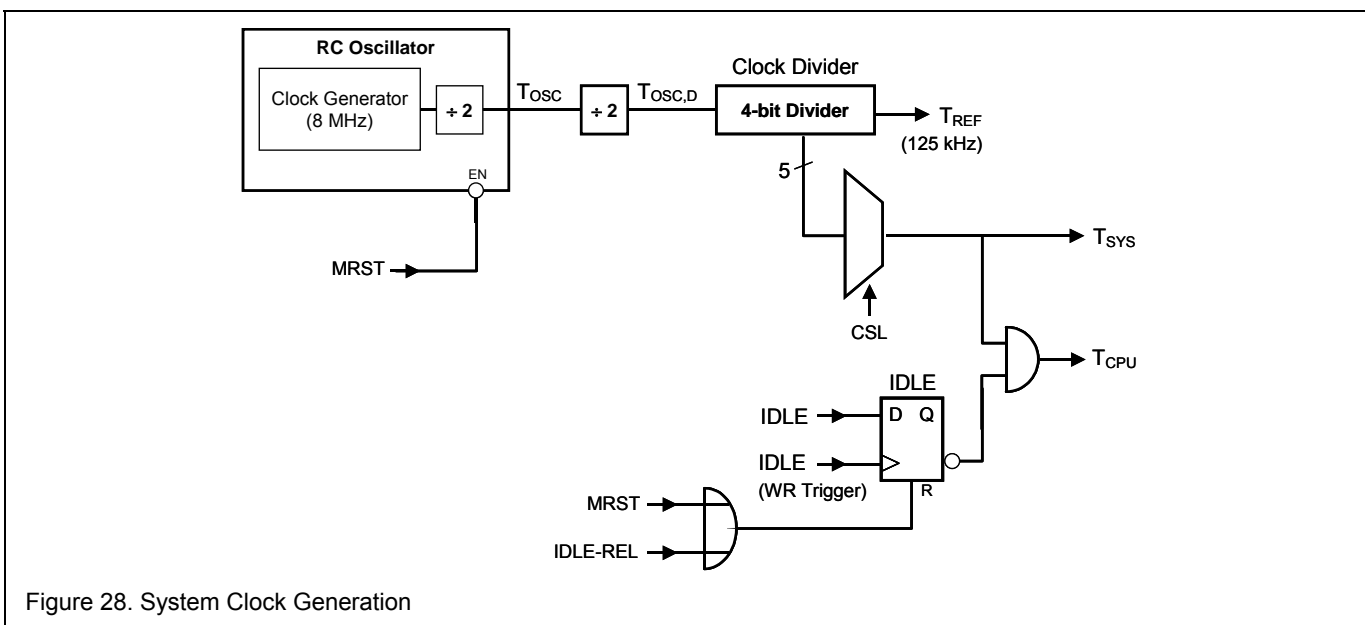 RC Oscillator
Clock Generator
(8 MHz)
÷ 2
TOSC
÷ 2
TOSC,D
Clock Divider
4-bit Divider
TREF
(125 kHz)
5
EN
MRST
TSYS
CSL
TCPU
IDLE
IDLE
D Q
IDLE
(WR Trigger)
R
MRST
IDLE-REL
Figure 28. System Clock Generation